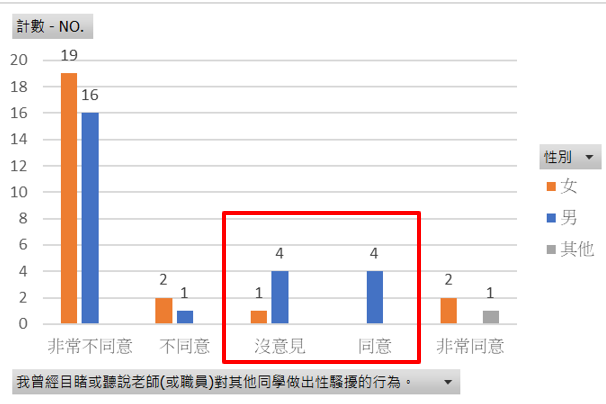 計數 - NO.
20
18
16
14
12
10
8
6
4
2
0
19
16
2
1
1
4
4
2
1
非常不同意
不同意
沒意見
同意
非常同意
性別
女
男
其他
我曾經目睹或聽說老師(或職員)對其他同學做出性騷擾的行為。